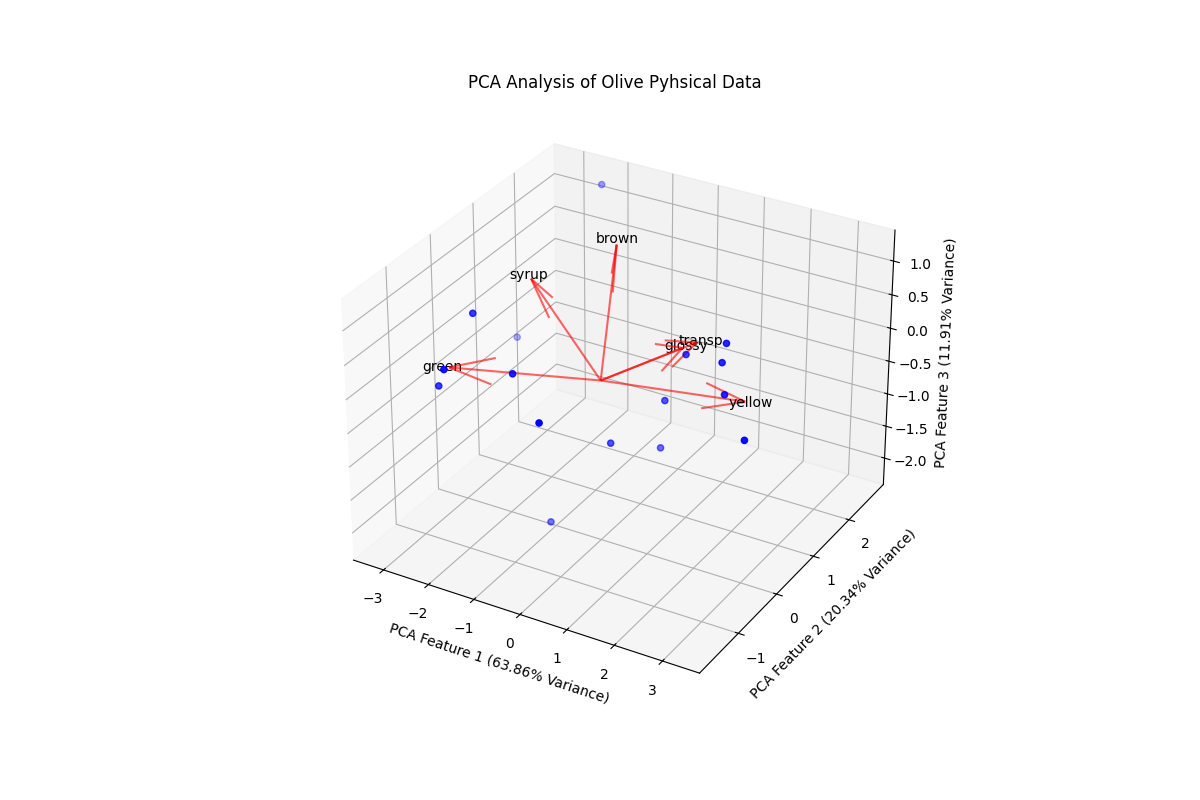 PCA Analysis of Olive Pyhsical Data
brown
syrup
transp
glossy
green
yellow
1.0
0.5
0.0
−0.5
−1.0
−1.5
−2.0
PCA Feature 3 (11.91% Variance)
2
1
0
−1
PCA Feature 2 (20.34% Variance)
−3
−2
−1
0
1
2
3
PCA Feature 1 (63.86% Variance)